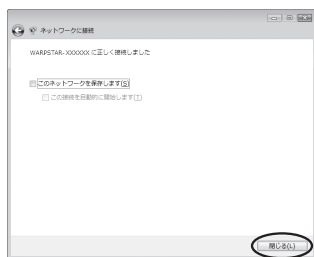 ネットワークに接続
WARPSTAR-XXXXXX に正しく接続しました
このネットワークを保存します(S)
この接続を自動的に開始します(T)
閉じる(L)